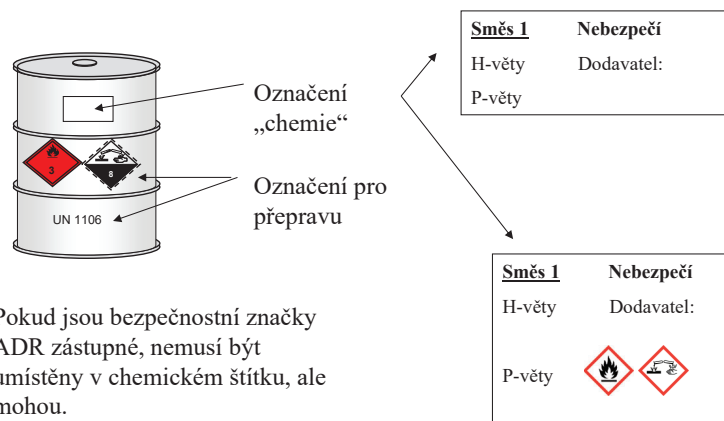 Směs 1 Nebezpečí
H-věty Dodavatel:
P-věty
Označení
„chemie“
3
8
Označení pro
přepravu
UN 1106
Směs 1 Nebezpečí
H-věty Dodavatel:
P-věty
Pokud jsou bezpečnostní značky
ADR zástupné, nemusí být
umístěny v chemickém štítku, ale
mohou.